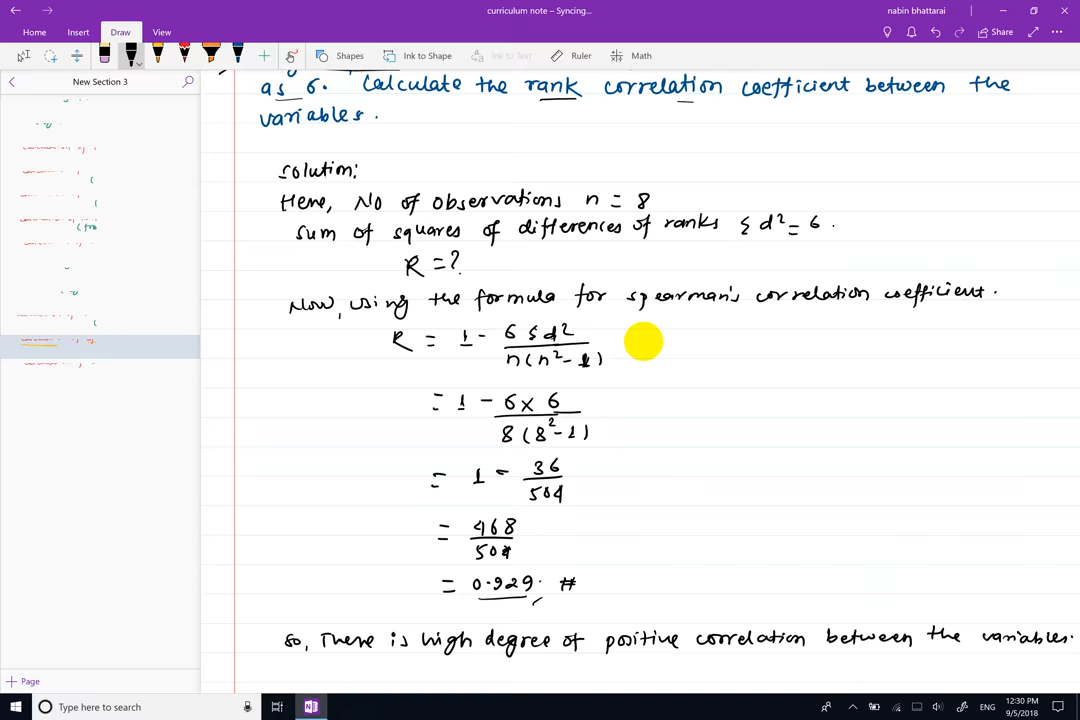 curriculum note – Syncing...
nabin bhattarai
Home Insert Draw View
Share
Shapes Ink to Shape Ink to Text Ruler Math
New Section 3
as 6. Calculate the rank correlation coefficient between the
variables.
solution:
Here, No of observations n = 8
sum of squares of differences of ranks Σd² = 6.
R = ?
Now, using the formula for spearman's correlation coefficient.
R = 1 - 6Σd² / n(n² - 1)
= 1 - 6 × 6 / 8(8² - 1)
= 1 - 36 / 504
= 468 / 504
= 0.929. #
so, There is high degree of positive correlation between the variables.
+ Page
Type here to search
ENG
12:30 PM
9/5/2018